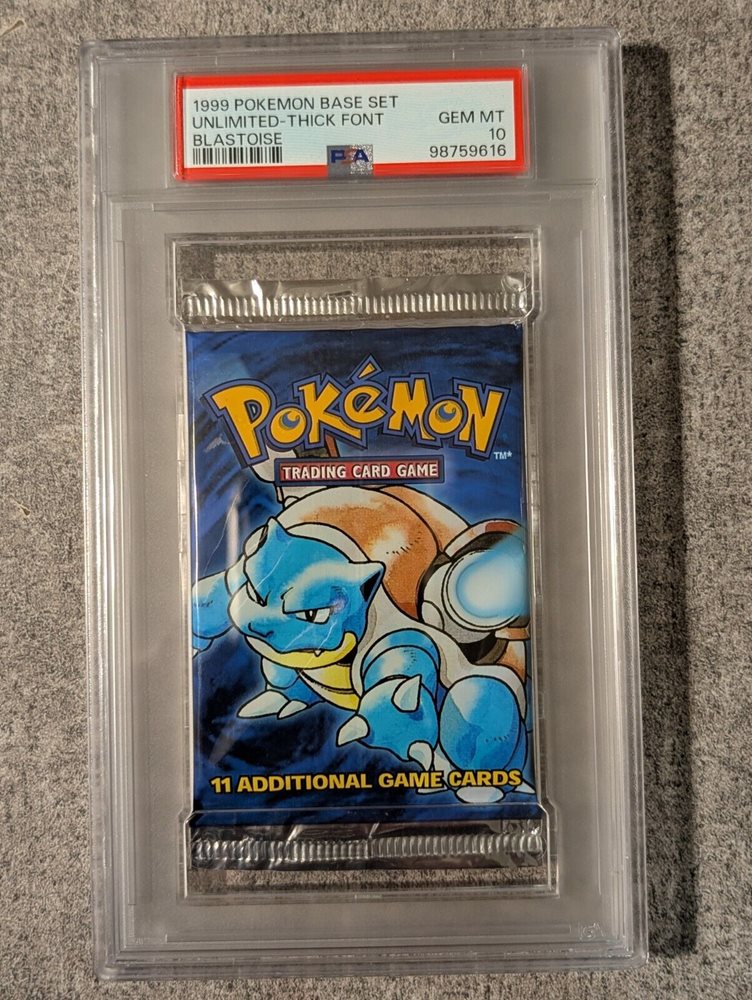 1999 POKEMON BASE SET
UNLIMITED-THICK FONT
BLASTOISE
GEM MT
10
98759616
PSA
POKéMON
TM*
TRADING CARD GAME
11 ADDITIONAL GAME CARDS